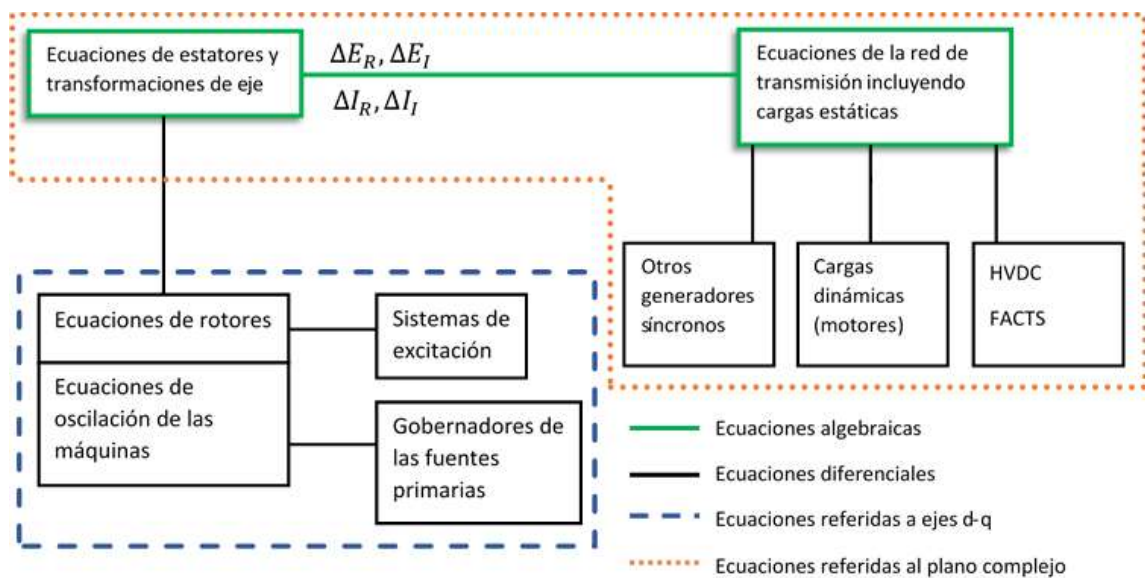 Ecuaciones de estatores y
transformaciones de eje
ΔE_R, ΔE_I
ΔI_R, ΔI_I
Ecuaciones de la red de
transmisión incluyendo
cargas estáticas
Otros
generadores
síncronos
Cargas
dinámicas
(motores)
HVDC
FACTS
Ecuaciones de rotores
Sistemas de
excitación
Ecuaciones de
oscilación de las
máquinas
Gobernadores de
las fuentes
primarias
Ecuaciones algebraicas
Ecuaciones diferenciales
Ecuaciones referidas a ejes d-q
Ecuaciones referidas al plano complejo